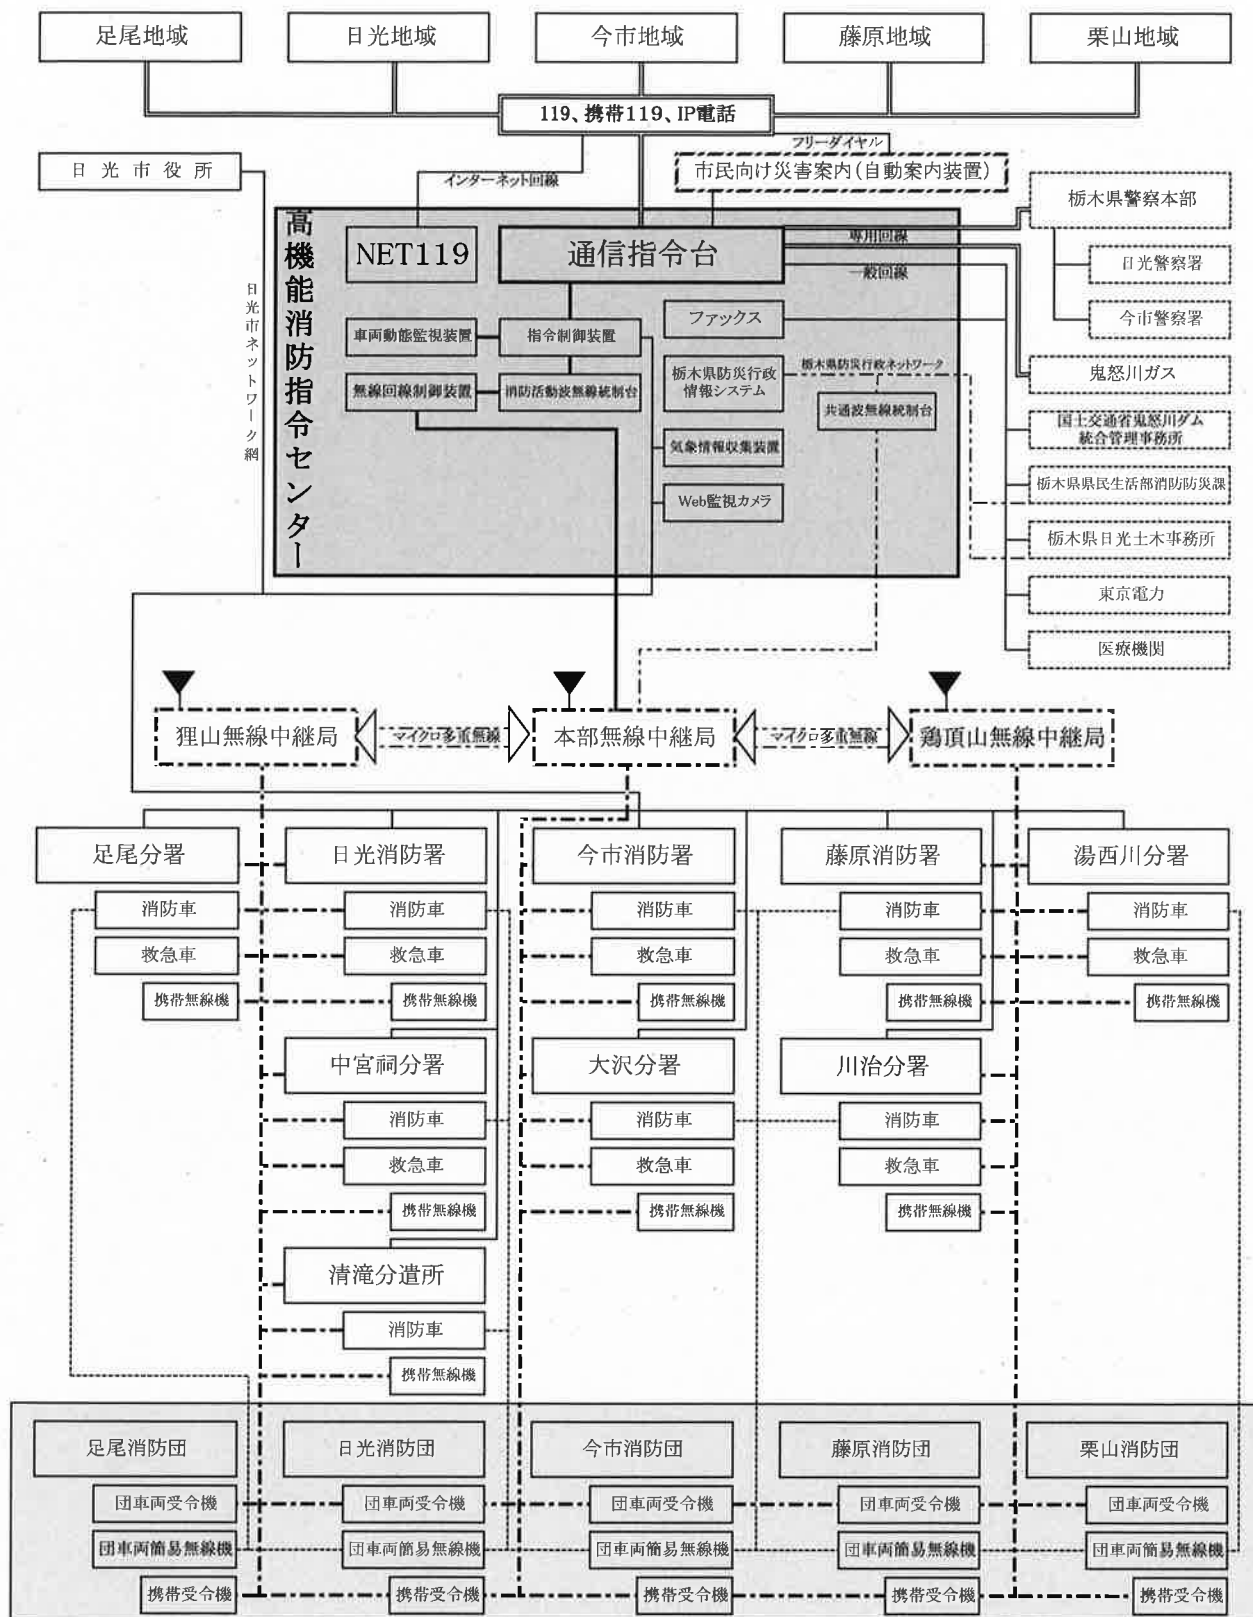 足尾地域
日光地域
今市地域
藤原地域
栗山地域
119、携帯119、IP電話
フリーダイヤル
日光市役所
インターネット回線
市民向け災害案内(自動案内装置)
高機能消防指令センター
NET119
通信指令台
専用回線
一般回線
栃木県警察本部
日光警察署
今市警察署
日光市ネットワーク網
車両動態監視装置
指令制御装置
ファックス
無線回線制御装置
消防活動波無線統制台
栃木県防災行政
情報システム
栃木県防災行政ネットワーク
共通波無線統制台
気象情報収集装置
Web監視カメラ
鬼怒川ガス
国土交通省鬼怒川ダム
統合管理事務所
栃木県県民生活部消防防災課
栃木県日光土木事務所
東京電力
医療機関
狸山無線中継局
マイクロ多重無線
本部無線中継局
マイクロ多重無線
鶏頂山無線中継局
足尾分署
日光消防署
今市消防署
藤原消防署
湯西川分署
消防車
消防車
消防車
消防車
消防車
救急車
救急車
救急車
救急車
救急車
携帯無線機
携帯無線機
携帯無線機
携帯無線機
携帯無線機
中宮祠分署
大沢分署
川治分署
消防車
消防車
消防車
救急車
救急車
救急車
携帯無線機
携帯無線機
携帯無線機
清滝分遣所
消防車
携帯無線機
足尾消防団
日光消防団
今市消防団
藤原消防団
栗山消防団
団車両受令機
団車両受令機
団車両受令機
団車両受令機
団車両受令機
団車両簡易無線機
団車両簡易無線機
団車両簡易無線機
団車両簡易無線機
団車両簡易無線機
携帯受令機
携帯受令機
携帯受令機
携帯受令機
携帯受令機